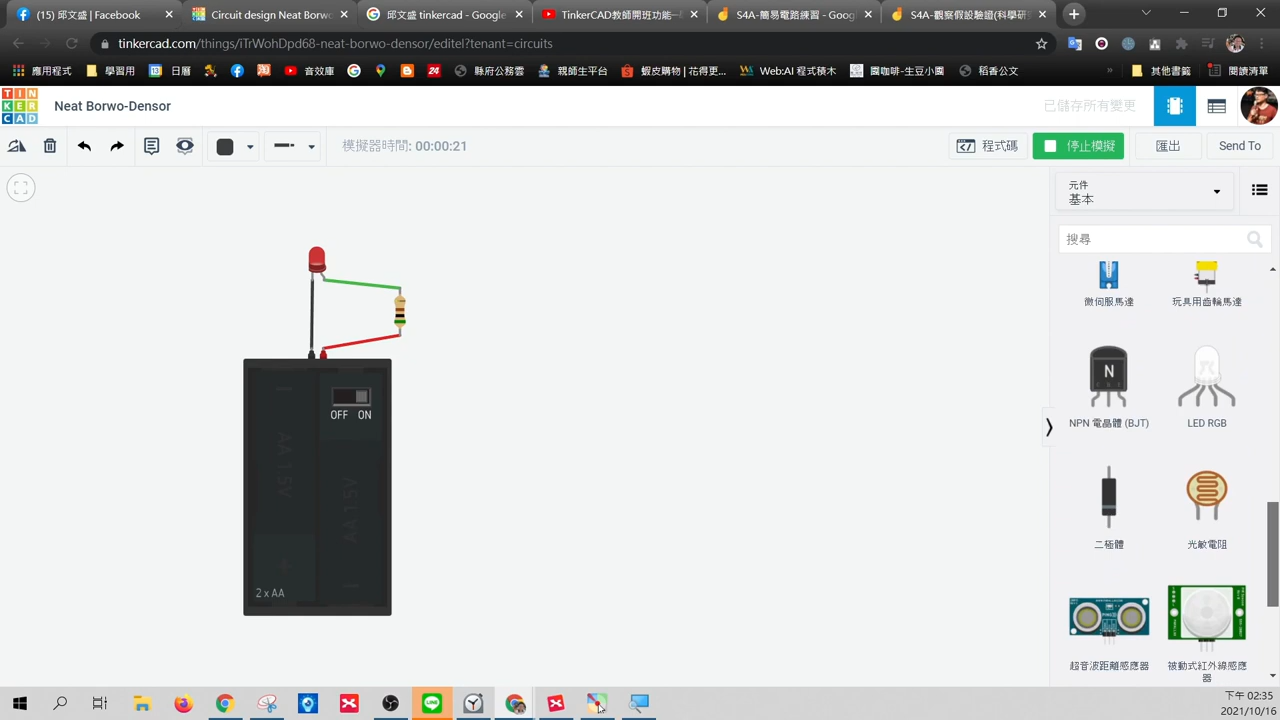 (15) 邱文盛 | Facebook
Circuit design Neat Borwo
邱文盛 tinkercad - Google
TinkerCAD教師開班功能一
S4A-簡易電路練習 - Google
S4A-觀察假設驗證(科學研
tinkercad.com/things/iTrWohDpd68-neat-borwo-densor/editel?tenant=circuits
應用程式
學習用
日曆
音效庫
縣府公務雲
親師生平台
蝦皮購物 | 花得更...
Web:AI 程式積木
國咖啡-生豆小圈
稻香公文
»
其他書籤
閱讀清單
TIN
KER
CAD
Neat Borwo-Densor
已儲存所有變更
模擬器時間: 00:00:21
程式碼
停止模擬
匯出
Send To
元件
基本
搜尋
微伺服馬達
玩具用齒輪馬達
N
NPN 電晶體 (BJT)
LED RGB
二極體
光敏電阻
超音波距離感應器
被動式紅外線感應
器
OFF ON
AA 1.5V
AA 1.5V
2 x AA
下午 02:35
2021/10/16